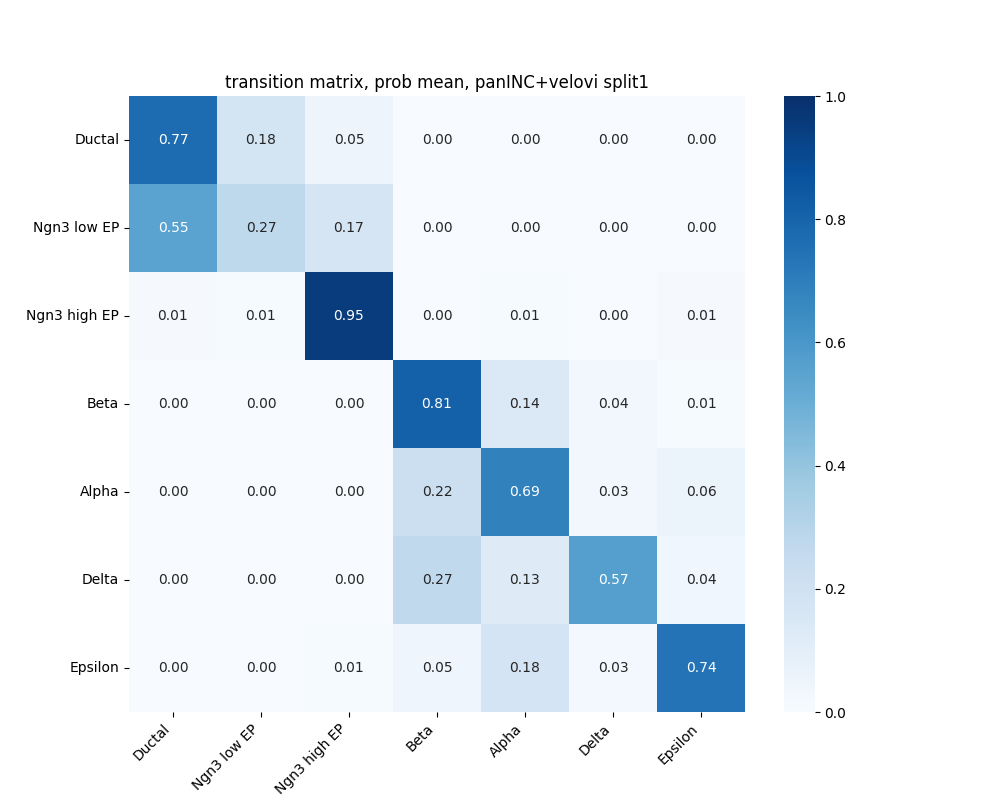 transition matrix, prob mean, panINC+velovi split1
Ductal 0.77 0.18 0.05 0.00 0.00 0.00 0.00
Ngn3 low EP 0.55 0.27 0.17 0.00 0.00 0.00 0.00
Ngn3 high EP 0.01 0.01 0.95 0.00 0.01 0.00 0.01
Beta 0.00 0.00 0.00 0.81 0.14 0.04 0.01
Alpha 0.00 0.00 0.00 0.22 0.69 0.03 0.06
Delta 0.00 0.00 0.00 0.27 0.13 0.57 0.04
Epsilon 0.00 0.00 0.01 0.05 0.18 0.03 0.74
Ductal Ngn3 low EP Ngn3 high EP Beta Alpha Delta Epsilon
1.0
0.8
0.6
0.4
0.2
0.0